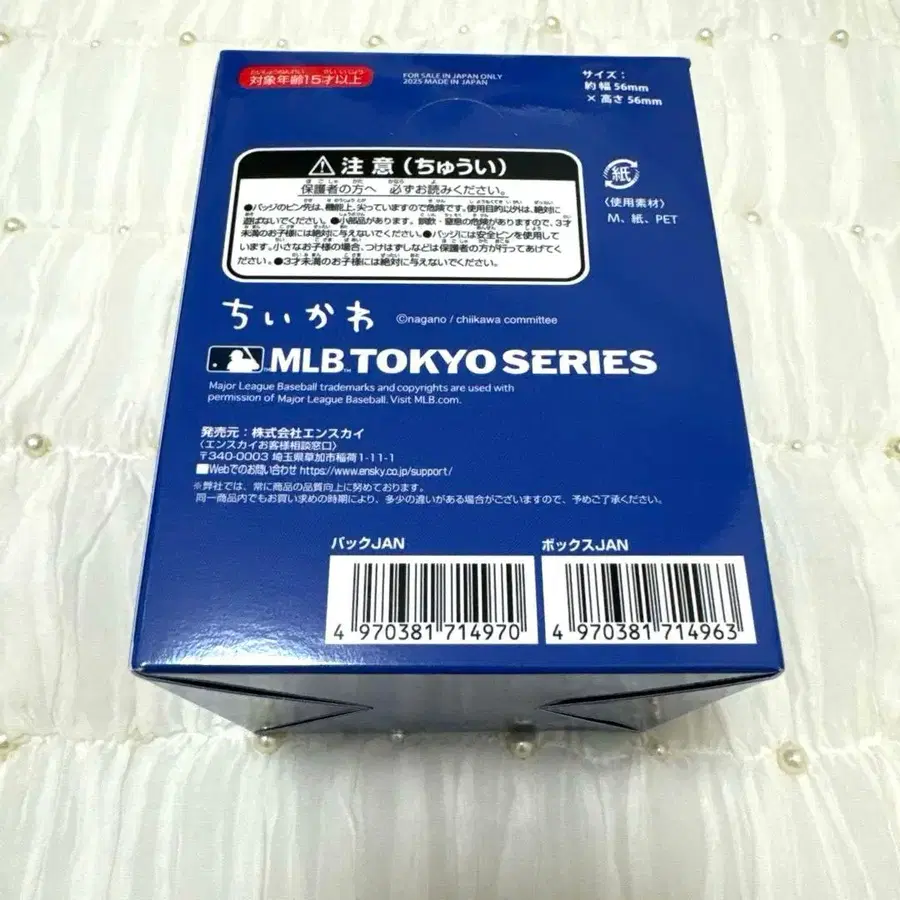 対象年齢15才以上
FOR SALE IN JAPAN ONLY
2025 MADE IN JAPAN
サイズ：
約 幅 56mm
× 高さ 56mm
注意（ちゅうい）
保護者の方へ 必ずお読みください。
●バッジのピン先は、機能上、尖っていますので危険です。使用目的以外は、絶対に
遊ばないでください。●小部品があります。誤飲・窒息の危険がありますので、3才
未満のお子様には絶対に与えないでください。●バッジには安全ピンを使用して
います。小さなお子様の場合、つけはずしなどは保護者の方が行ってあげてく
ください。●3才未満のお子様には絶対に与えないでください。
紙
〈使用素材〉
M、紙、PET
ちいかわ ©nagano / chiikawa committee
MLB TOKYO SERIES
Major League Baseball trademarks and copyrights are used with
permission of Major League Baseball. Visit MLB.com.
発売元：株式会社エンスカイ
〈エンスカイお客様相談窓口〉
〒340-0003 埼玉県草加市稲荷1-11-1
■Webでのお問い合わせ https://www.ensky.co.jp/support/
※弊社では、常に商品の品質向上に努めております。
同一商品内でもお買い求めの時期により、多少の違いがある場合がございますので、予めご了承ください。
パックJAN
ボックスJAN
4 970381 714970
4 970381 714963